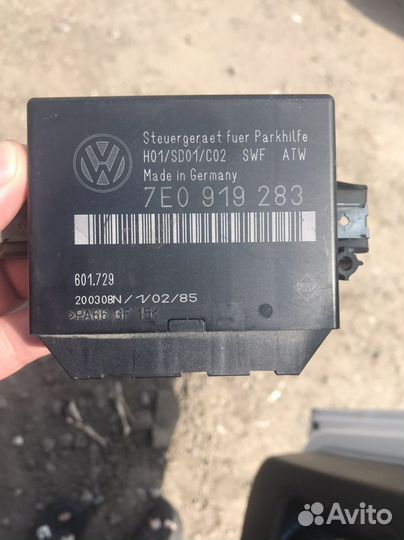 Steuergeraet fuer Parkhilfe
H01/SD01/C02 SWF ATW
Made in Germany
7E0 919 283
601.729
200308N/1/02/85
>PA66 GF 15<
Avito